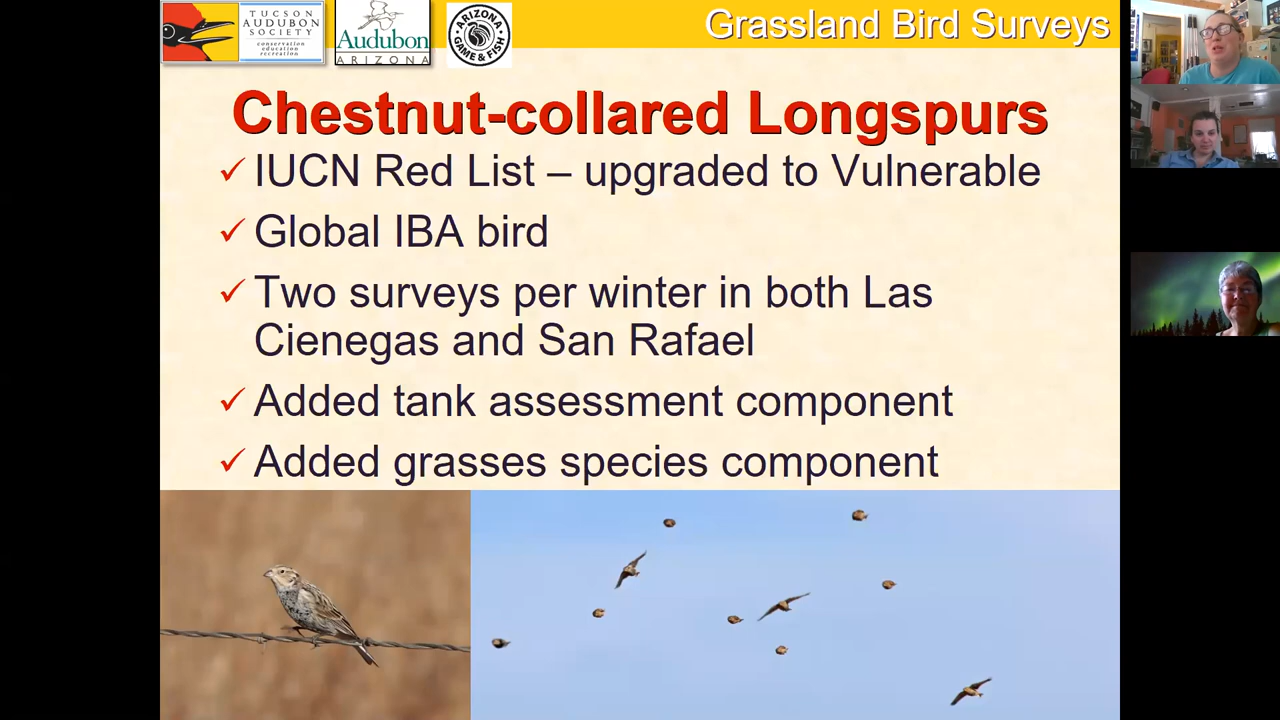 TUCSON
AUDUBON
SOCIETY
conservation
education
recreation
Audubon
ARIZONA
ARIZONA
GAME & FISH
Grassland Bird Surveys
Chestnut-collared Longspurs
✓ IUCN Red List – upgraded to Vulnerable
✓ Global IBA bird
✓ Two surveys per winter in both Las
Cienegas and San Rafael
✓ Added tank assessment component
✓ Added grasses species component